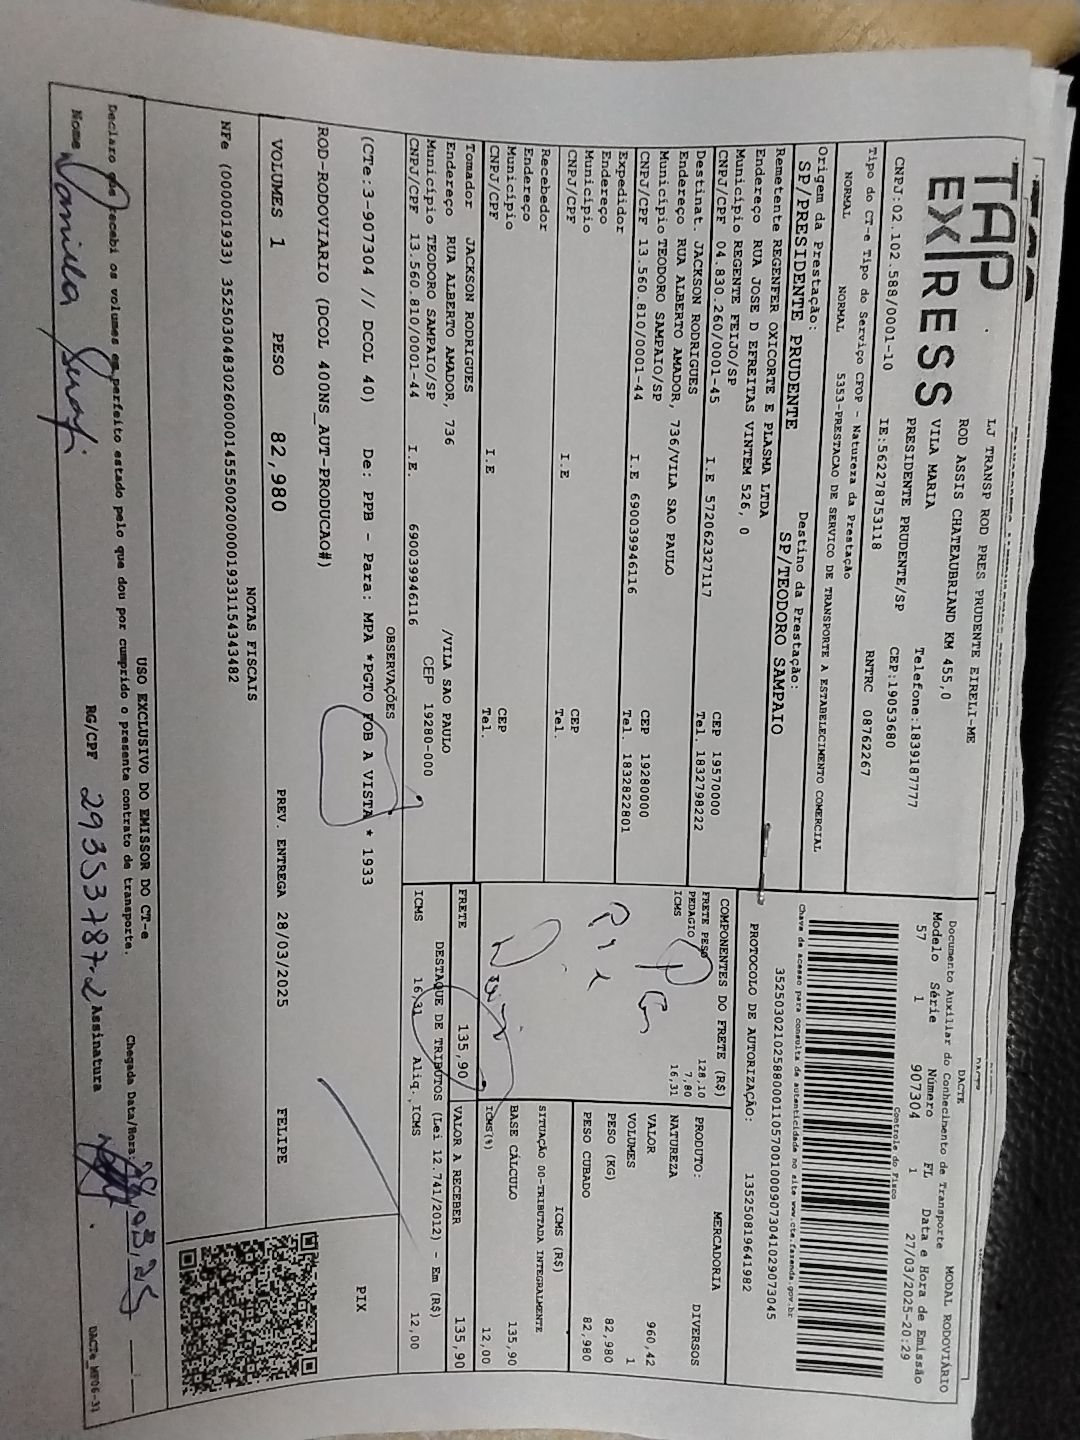 TAP
EXPRESS
LJ TRANSP ROD PRES PRUDENTE EIRELI-ME
ROD ASSIS CHATEAUBRIAND KM 455,0
VILA MARIA
Telefone:1839187777
PRESIDENTE PRUDENTE/SP
CEP:19053680
CNPJ:02.102.588/0001-10
IE:562278753118
RNTRC 08762267
DACTE
Documento Auxiliar do Conhecimento de Transporte
MODAL RODOVIÁRIO
Modelo Série Número FL Data e Hora de Emissão
57 1 907304 1 27/03/2025-20:29
Controle do Fisco
Chave de acesso para consulta de autenticidade no site www.cte.fazenda.gov.br
35250302102588000110570010009073041029073045
PROTOCOLO DE AUTORIZAÇÃO: 135250819641982
Tipo do CT-e Tipo do Serviço CFOP - Natureza da Prestação
NORMAL NORMAL 5353-PRESTACAO DE SERVICO DE TRANSPORTE A ESTABELECIMENTO COMERCIAL
Origem da Prestação: Destino da Prestação:
SP/PRESIDENTE PRUDENTE SP/TEODORO SAMPAIO
Remetente REGENFER OXICORTE E PLASMA LTDA
Endereço RUA JOSE D EFREITAS VINTEM 526, 0
Município REGENTE FEIJO/SP CEP 19570000
CNPJ/CPF 04.830.260/0001-45 I.E 572062327117 Tel. 1832798222
Destinat. JACKSON RODRIGUES
Endereço RUA ALBERTO AMADOR, 736/VILA SAO PAULO
Município TEODORO SAMPAIO/SP CEP 19280000
CNPJ/CPF 13.560.810/0001-44 I.E 690039946116 Tel. 1832822801
Expedidor
Endereço
Município CEP
CNPJ/CPF I.E Tel.
Recebedor
Endereço
Município CEP
CNPJ/CPF I.E Tel.
Tomador JACKSON RODRIGUES
Endereço RUA ALBERTO AMADOR, 736 /VILA SAO PAULO
Município TEODORO SAMPAIO/SP CEP 19280-000
CNPJ/CPF 13.560.810/0001-44 I.E 690039946116
COMPONENTES DO FRETE (R$)
FRETE PESO 128,10
PEDAGIO 7,80
ICMS 16,31
MERCADORIA
PRODUTO: DIVERSOS
NATUREZA
VALOR 960,42
VOLUMES 1
PESO (KG) 82,980
PESO CUBADO 82,980
ICMS (R$)
SITUAÇÃO 00-TRIBUTADA INTEGRALMENTE
BASE CÁLCULO 135,90
ICMS(%) 12,00
FRETE 135,90 VALOR A RECEBER 135,90
DESTAQUE DE TRIBUTOS (Lei 12.741/2012) - Em (R$)
ICMS 16,31 Aliq. ICMS 12,00
OBSERVAÇÕES
(CTe:3-907304 // DCOL 40) De: PPB - Para: MPA *PGTO FOB A VISTA * 1933
ROD-RODOVIARIO (DCOL 400NS_AUT-PRODUCAO#)
PIX
VOLUMES 1 PESO 82,980 PREV. ENTREGA 28/03/2025 FELIPE
NOTAS FISCAIS
NFe (00001933) 35250304830260000145550020000019331154343482
USO EXCLUSIVO DO EMISSOR DO CT-e
Declaro que recebi os volumes em perfeito estado pelo que dou por cumprido o presente contrato de transporte.
Chegada Data/Hora: 28,03,25
Nome RG/CPF 29353787-2 Assinatura
DACTe MF06-31